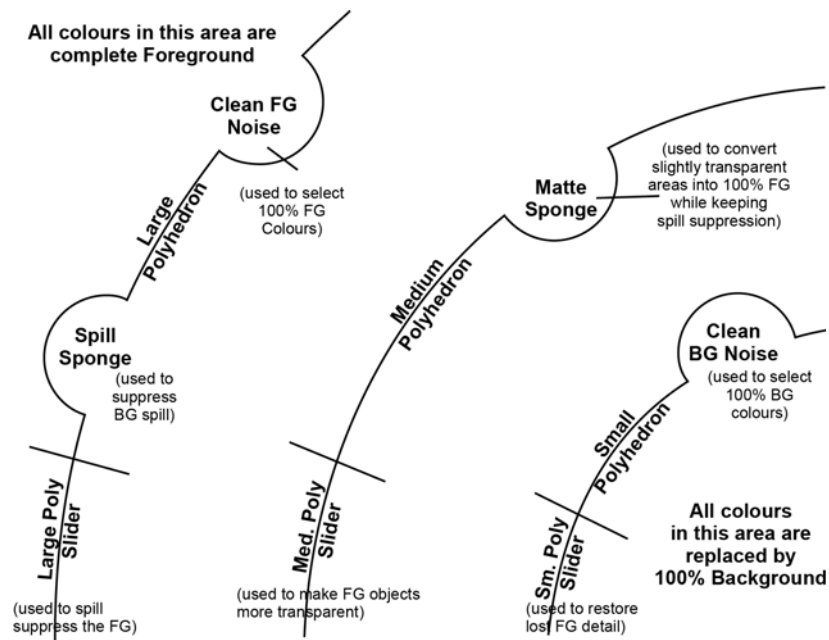 All colours in this area are
complete Foreground
Clean FG
Noise
(used to select
100% FG
Colours)
Large
Polyhedron
Spill
Sponge
(used to
suppress
BG spill)
Large Poly
Slider
(used to spill
suppress the FG)
Matte
Sponge
(used to convert
slightly transparent
areas into 100% FG
while keeping
spill suppression)
Medium
Polyhedron
Med. Poly
Slider
(used to make FG objects
more transparent)
Clean
BG Noise
(used to select
100% BG
colours)
Small
Polyhedron
Sm. Poly
Slider
(used to restore
lost FG detail)
All colours
in this area are
replaced by
100% Background